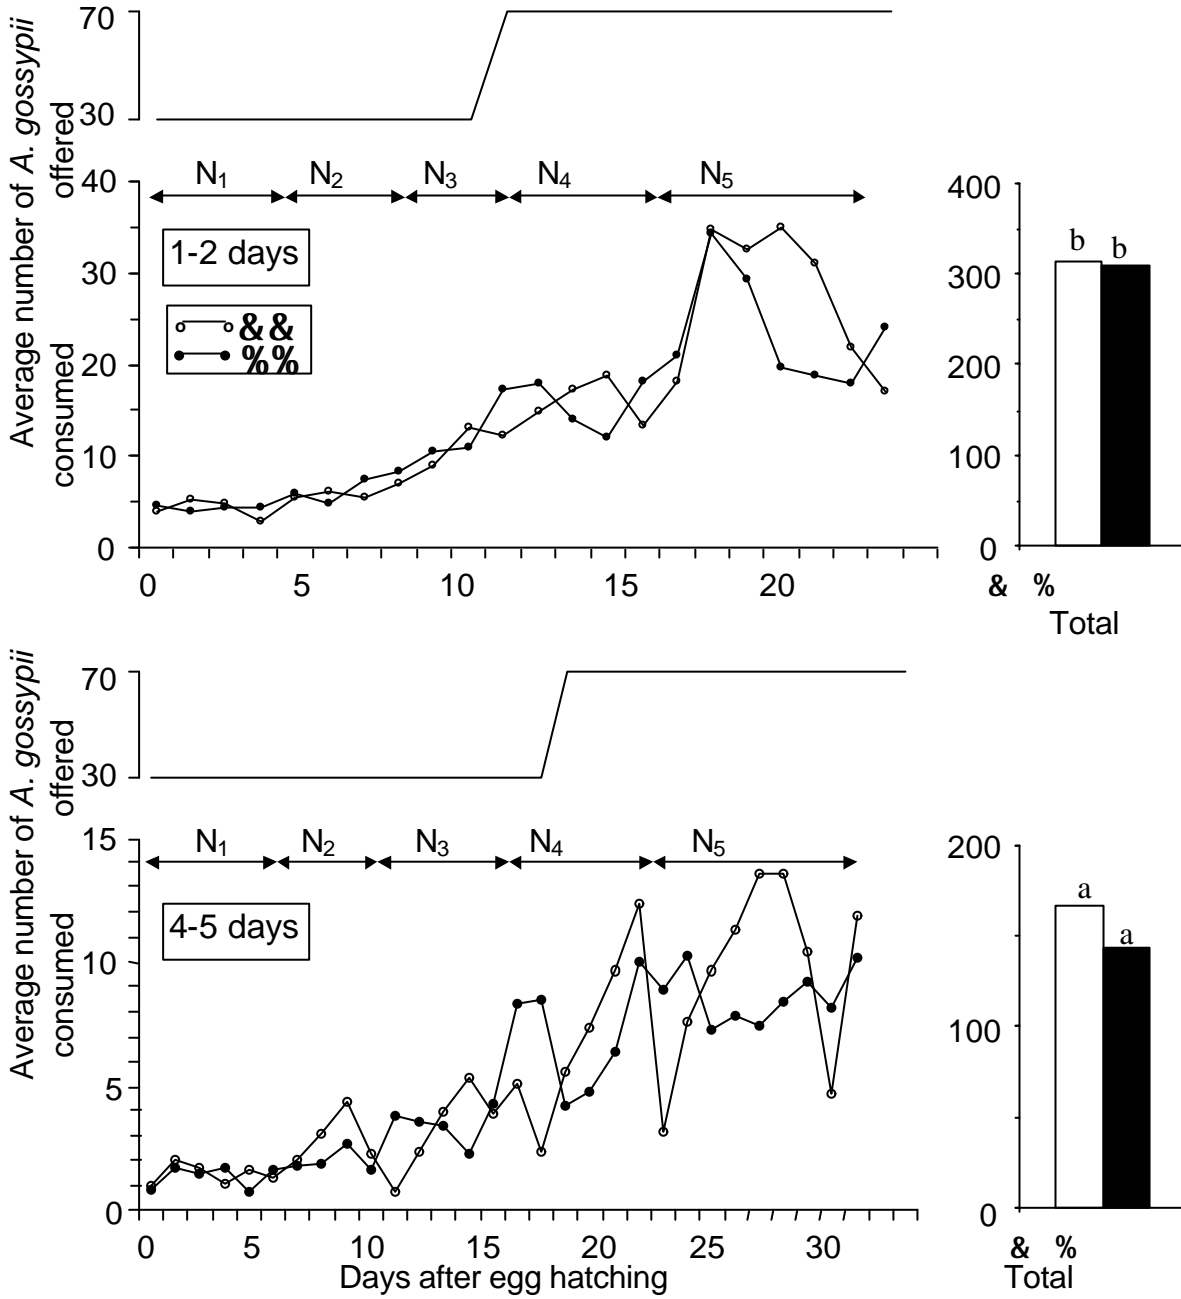 Average number of A. gossypii
offered
consumed
70
30
N1 N2 N3 N4 N5
40
30
20
10
0
1-2 days
&&
%%
0 5 10 15 20
400
300
200
100
0
b b
& %
Total
Average number of A. gossypii
offered
consumed
70
30
N1 N2 N3 N4 N5
15
10
5
0
4-5 days
0 5 10 15 20 25 30
Days after egg hatching
200
100
0
a a
& %
Total